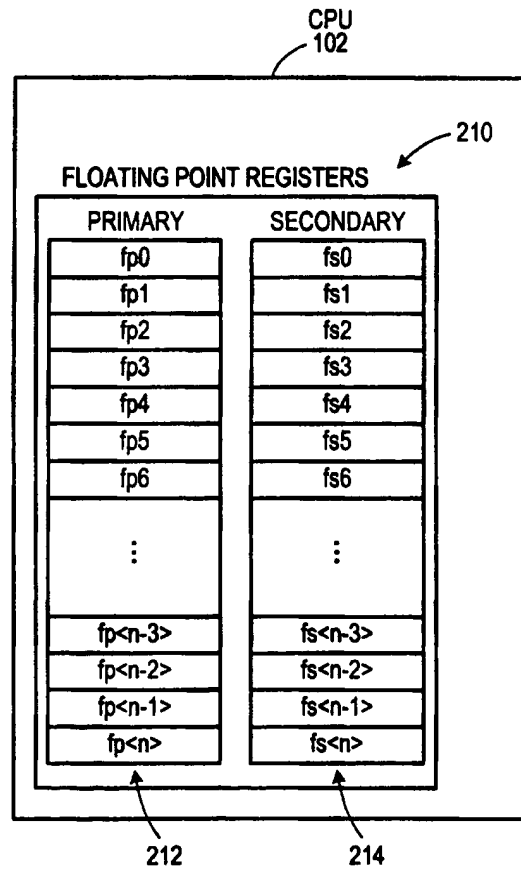 CPU
102
210
FLOATING POINT REGISTERS
PRIMARY SECONDARY
fp0 fs0
fp1 fs1
fp2 fs2
fp3 fs3
fp4 fs4
fp5 fs5
fp6 fs6
⋮ ⋮
fp<n-3> fs<n-3>
fp<n-2> fs<n-2>
fp<n-1> fs<n-1>
fp<n> fs<n>
212 214